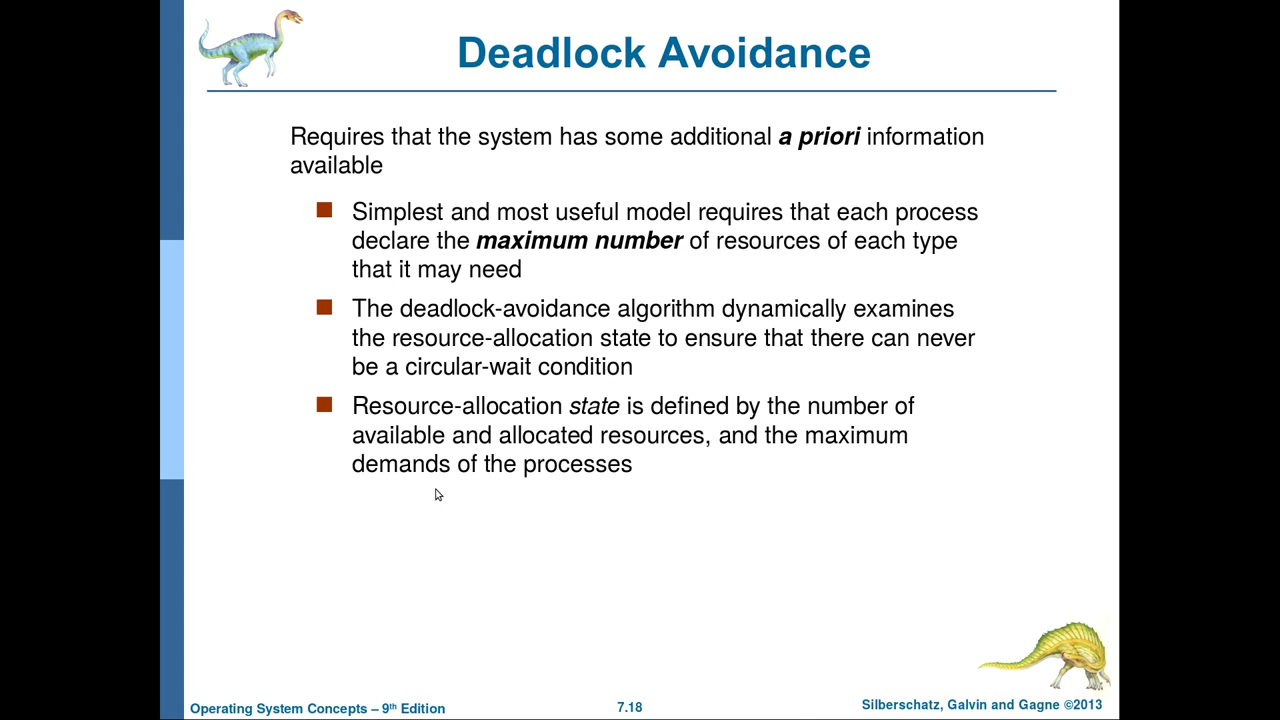 Deadlock Avoidance
Requires that the system has some additional a priori information
available
Simplest and most useful model requires that each process
declare the maximum number of resources of each type
that it may need
The deadlock-avoidance algorithm dynamically examines
the resource-allocation state to ensure that there can never
be a circular-wait condition
Resource-allocation state is defined by the number of
available and allocated resources, and the maximum
demands of the processes
Operating System Concepts – 9th Edition
7.18
Silberschatz, Galvin and Gagne ©2013